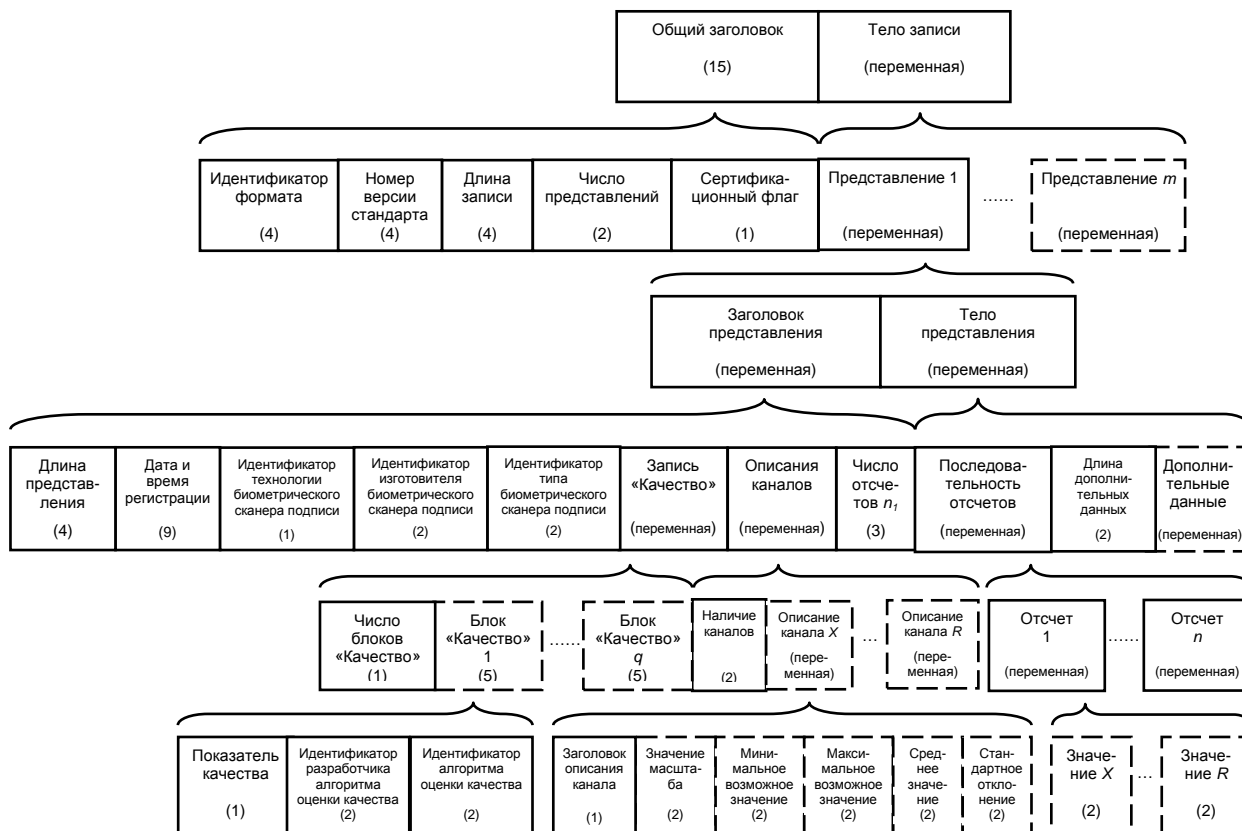 Общий заголовок
(15)
Тело записи
(переменная)
Идентификатор
формата
(4)
Номер
версии
стандарта
(4)
Длина
записи
(4)
Число
представлений
(2)
Сертифика-
ционный флаг
(1)
Представление 1
(переменная)
......
Представление m
(переменная)
Заголовок
представления
(переменная)
Тело
представления
(переменная)
Длина
представ-
ления
(4)
Дата и
время
регистрации
(9)
Идентификатор
технологии
биометрического
сканера подписи
(1)
Идентификатор
изготовителя
биометрического
сканера подписи
(2)
Идентификатор
типа
биометрического
сканера подписи
(2)
Запись
«Качество»
(переменная)
Описания
каналов
(переменная)
Число
отсче-
тов n1
(3)
Последова-
тельность
отсчетов
(переменная)
Длина
дополни-
тельных
данных
(2)
Дополни-
тельные
данные
(переменная)
Число
блоков
«Качество»
(1)
Блок
«Качество»
1
(5)
......
Блок
«Качество»
q
(5)
Наличие
каналов
(2)
Описание
канала X
(пере-
менная)
...
Описание
канала R
(пере-
менная)
Отсчет
1
(переменная)
......
Отсчет
n
(переменная)
Показатель
качества
(1)
Идентификатор
разработчика
алгоритма
оценки качества
(2)
Идентификатор
алгоритма
оценки качества
(2)
Заголовок
описания
канала
(1)
Значение
масшта-
ба
(2)
Мини-
мальное
возможное
значение
(2)
Макси-
мальное
возможное
значение
(2)
Сред-
нее
значе-
ние
(2)
Стан-
дартное
откло-
нение
(2)
Значе-
ние X
(2)
...
Значе-
ние R
(2)